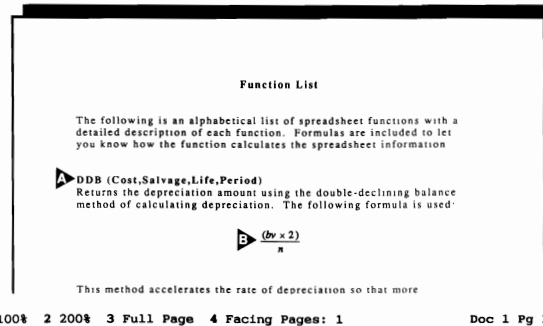 Function List
The following is an alphabetical list of spreadsheet functions with a
detailed description of each function. Formulas are included to let
you know how the function calculates the spreadsheet information
A DDB (Cost,Salvage,Life,Period)
Returns the depreciation amount using the double-declining balance
method of calculating depreciation. The following formula is used·
B (bv × 2)
n
This method accelerates the rate of depreciation so that more
100% 2 200% 3 Full Page 4 Facing Pages: 1 Doc 1 Pg